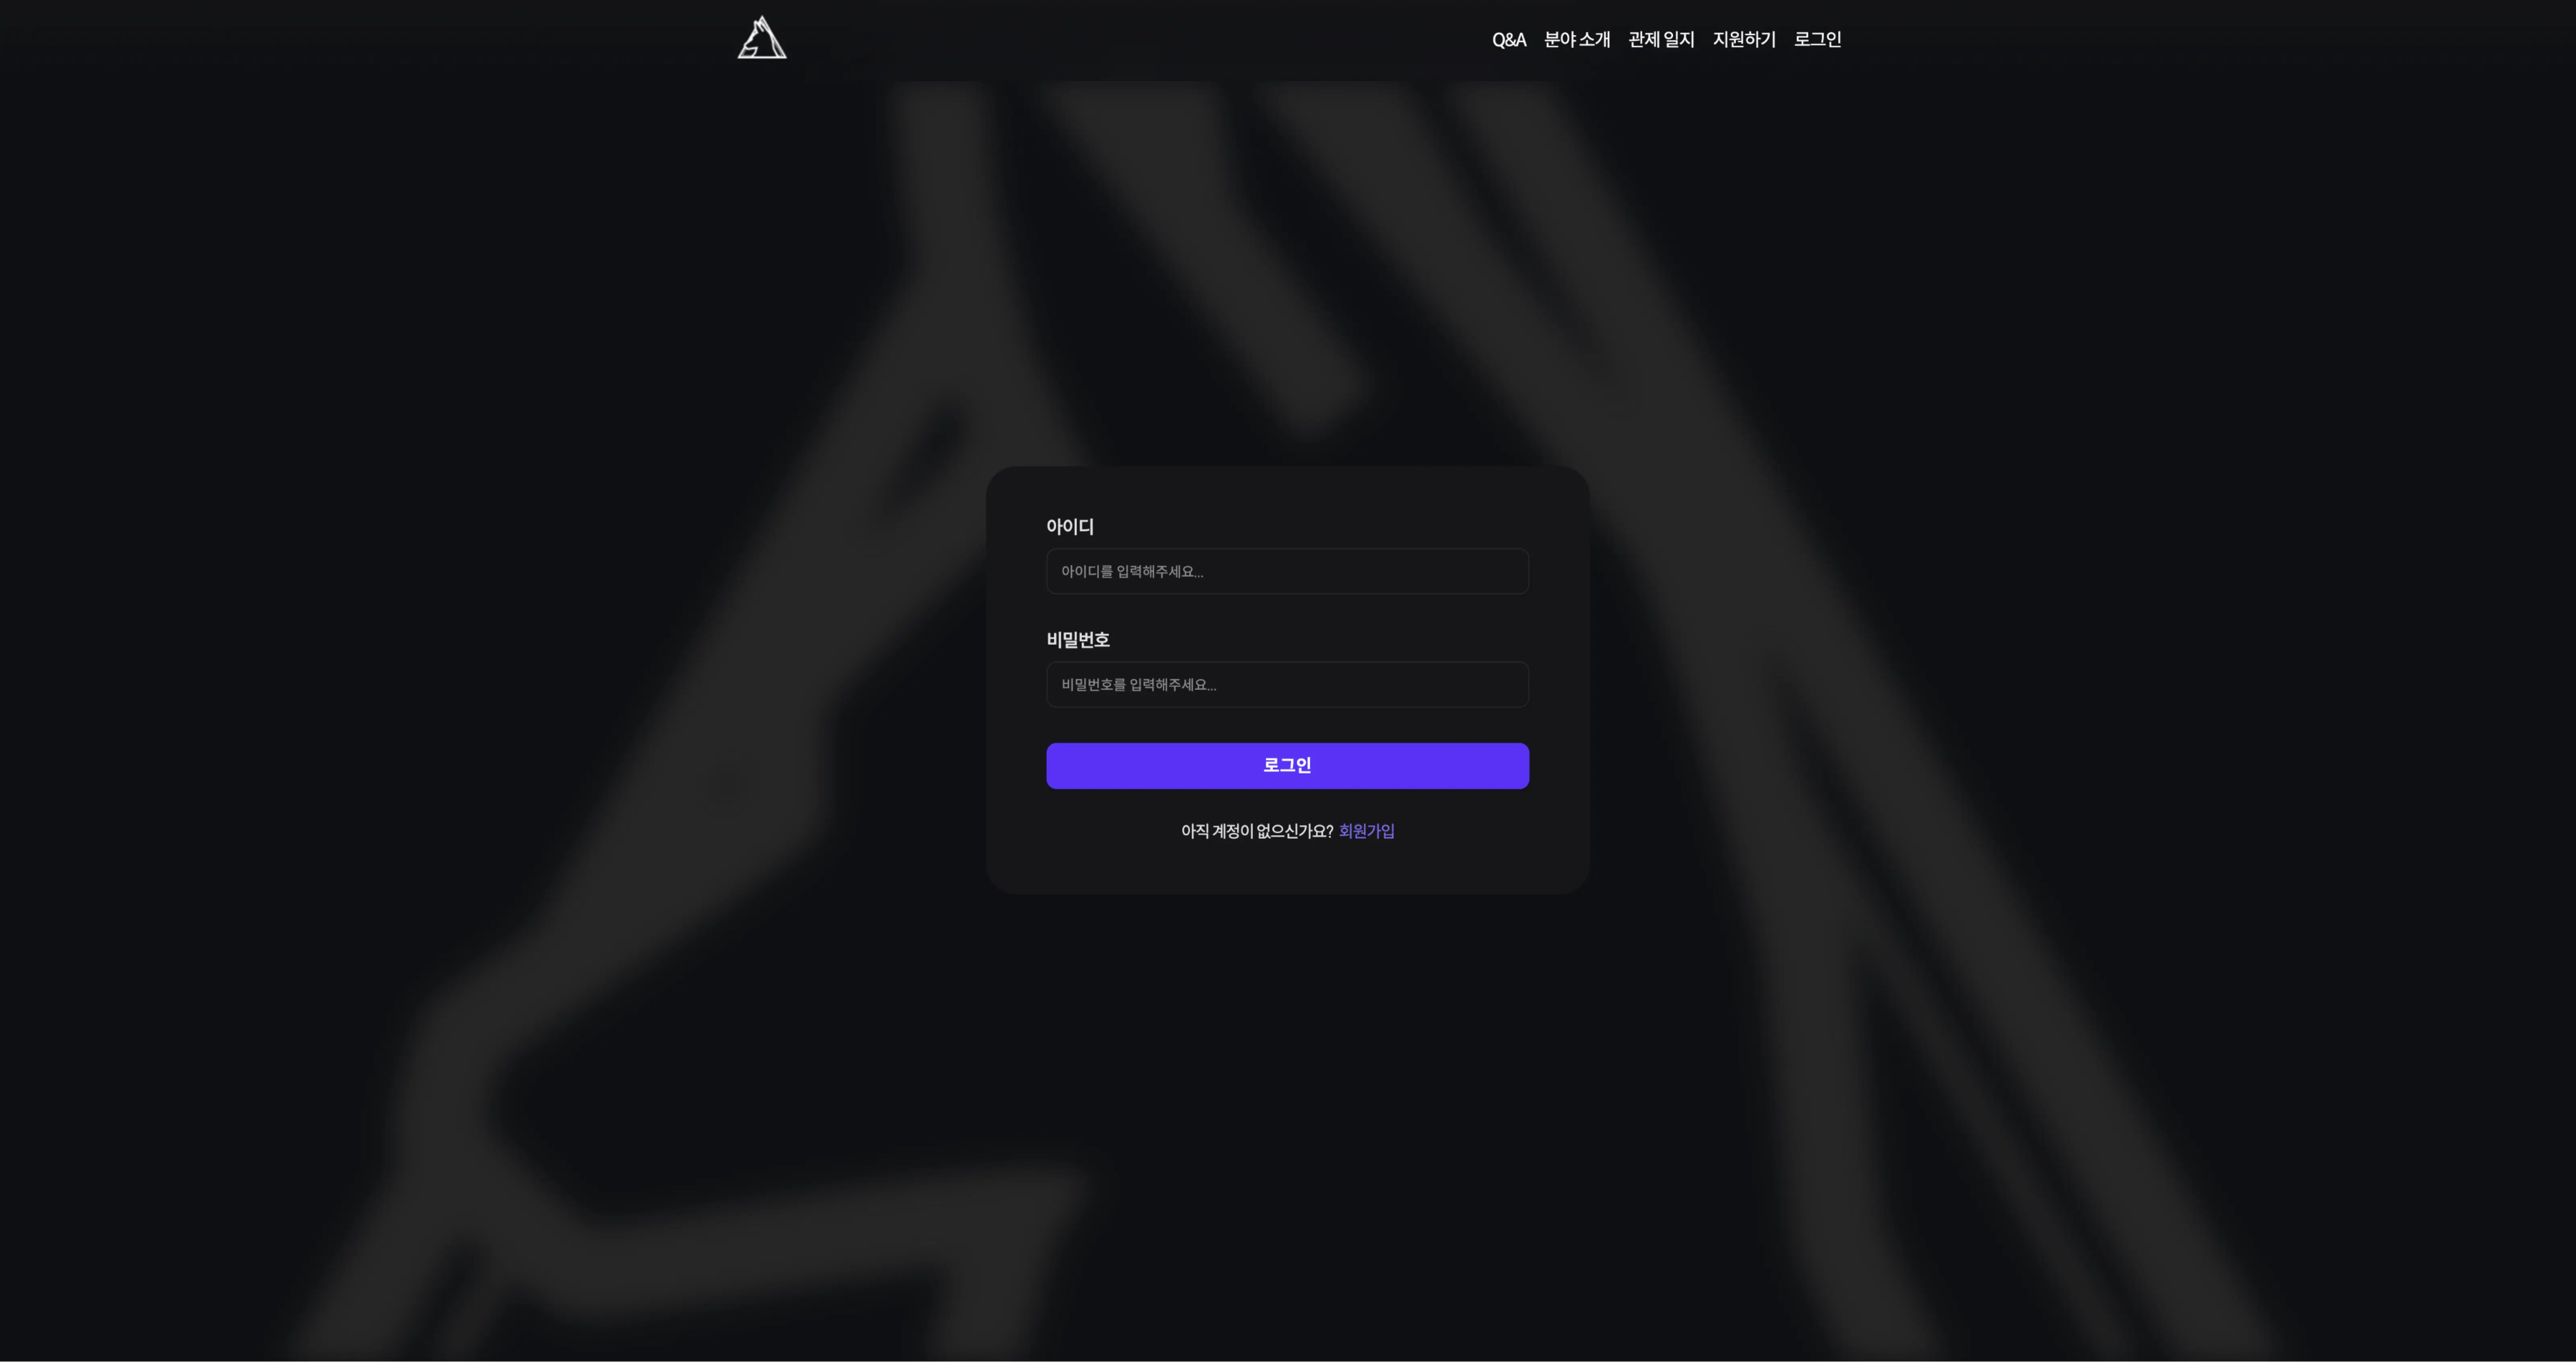 Q&A 분야 소개 관제 일지 지원하기 로그인
아이디
아이디를 입력해주세요...
비밀번호
비밀번호를 입력해주세요...
로그인
아직 계정이 없으신가요? 회원가입